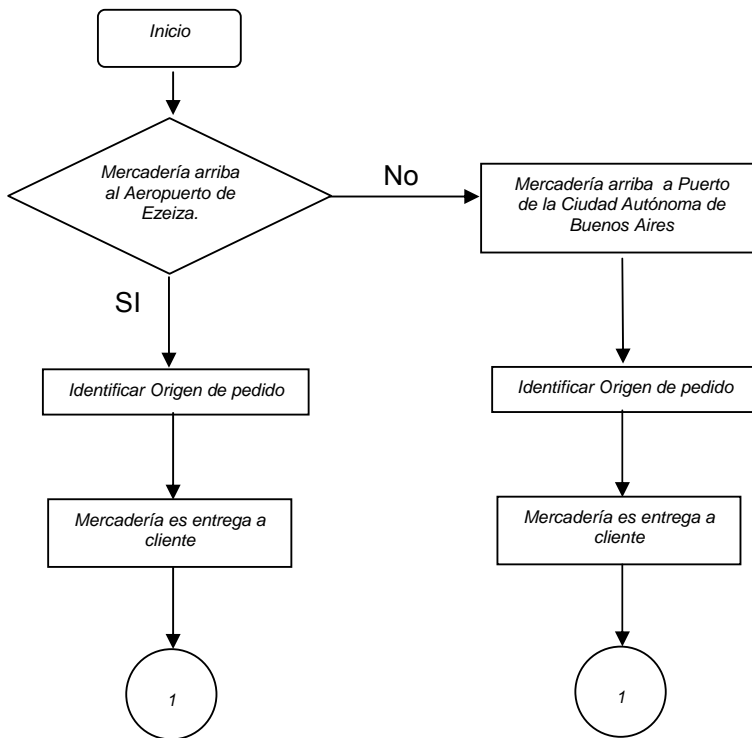 Inicio
Mercadería arriba
al Aeropuerto de
Ezeiza.
No
Mercadería arriba a Puerto
de la Ciudad Autónoma de
Buenos Aires
SI
Identificar Origen de pedido
Identificar Origen de pedido
Mercadería es entrega a
cliente
Mercadería es entrega a
cliente
1
1